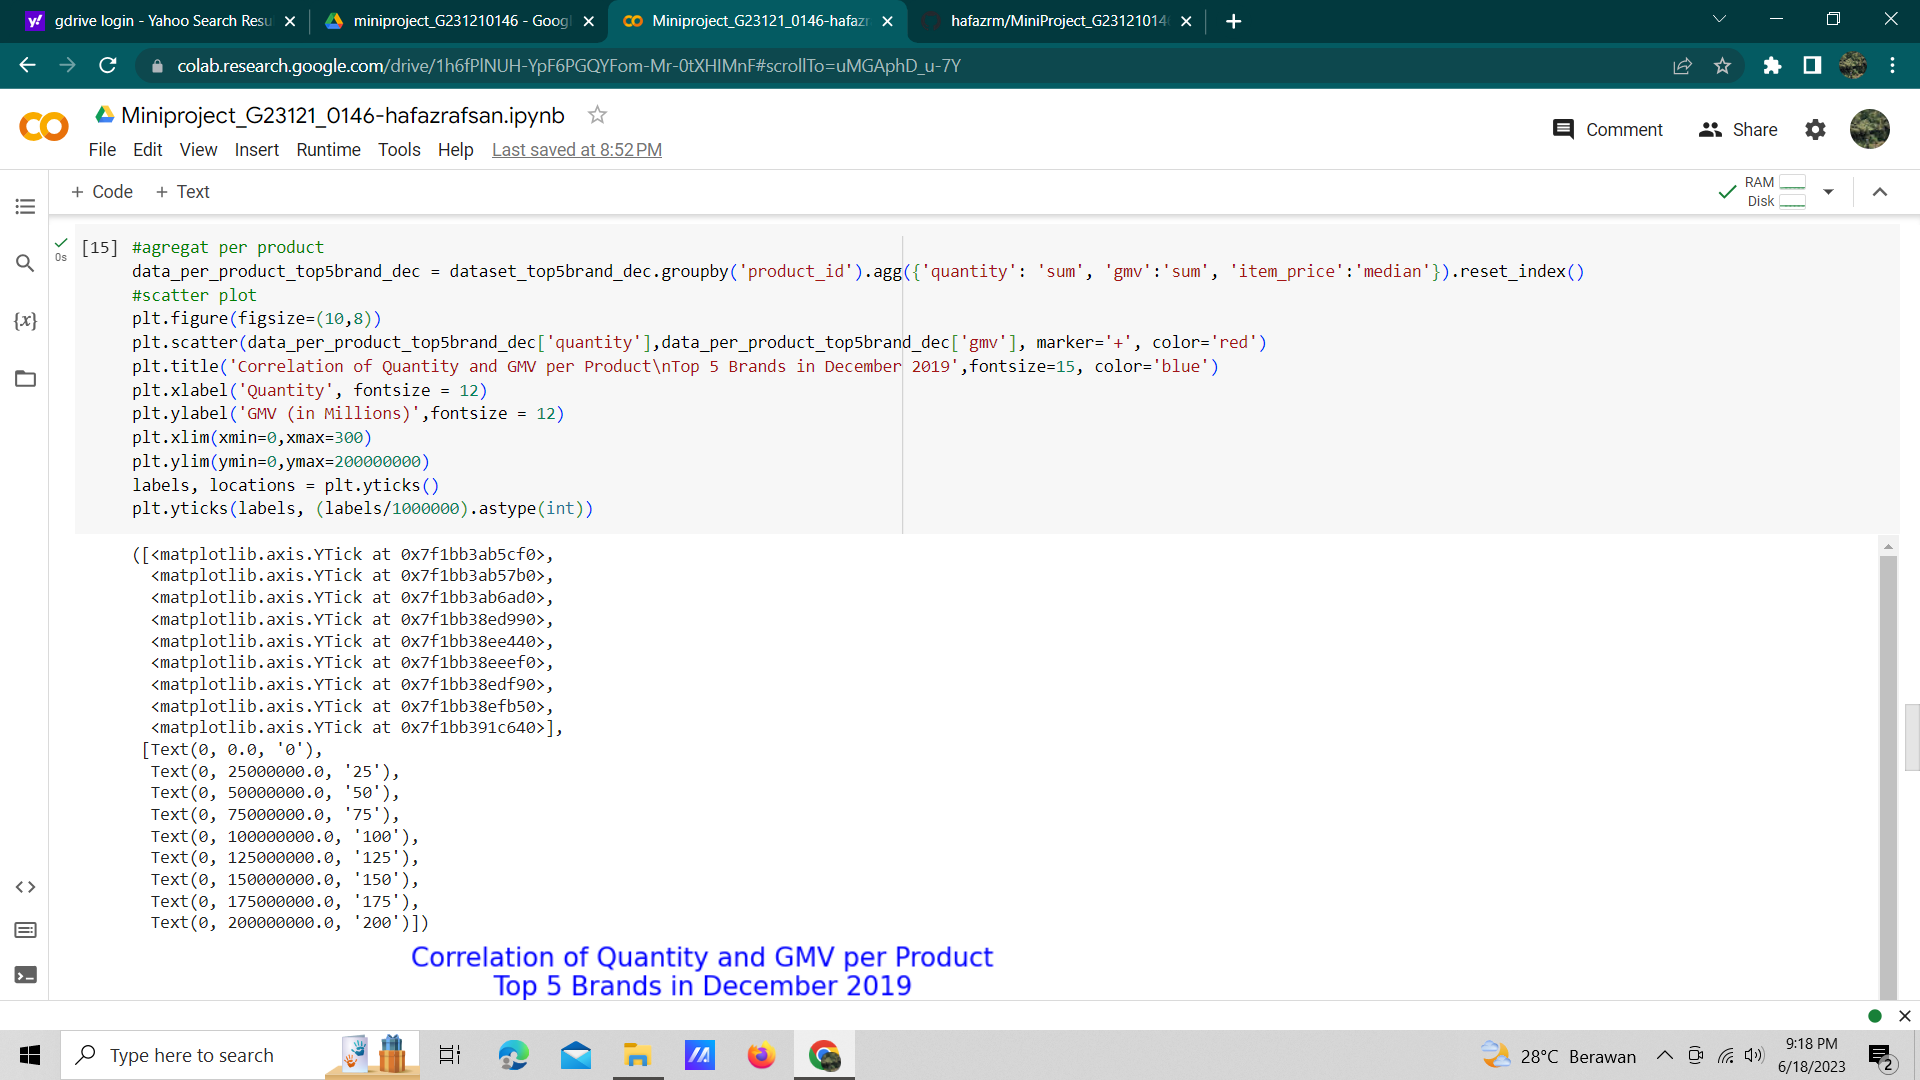 gdrive login - Yahoo Search Resu
miniproject_G231210146 - Googl
Miniproject_G23121_0146-hafazr
hafazrm/MiniProject_G23121014
colab.research.google.com/drive/1h6fPlNUH-YpF6PGQYFom-Mr-0tXHIMnF#scrollTo=uMGAphD_u-7Y
Miniproject_G23121_0146-hafazrafsan.ipynb
Comment
Share
File Edit View Insert Runtime Tools Help Last saved at 8:52 PM
+ Code + Text
RAM
Disk
[15] #agregat per product
0s
data_per_product_top5brand_dec = dataset_top5brand_dec.groupby('product_id').agg({'quantity': 'sum', 'gmv':'sum', 'item_price':'median'}).reset_index()
#scatter plot
plt.figure(figsize=(10,8))
plt.scatter(data_per_product_top5brand_dec['quantity'],data_per_product_top5brand_dec['gmv'], marker='+', color='red')
plt.title('Correlation of Quantity and GMV per Product\nTop 5 Brands in December 2019',fontsize=15, color='blue')
plt.xlabel('Quantity', fontsize = 12)
plt.ylabel('GMV (in Millions)',fontsize = 12)
plt.xlim(xmin=0,xmax=300)
plt.ylim(ymin=0,ymax=200000000)
labels, locations = plt.yticks()
plt.yticks(labels, (labels/1000000).astype(int))
([<matplotlib.axis.YTick at 0x7f1bb3ab5cf0>,
<matplotlib.axis.YTick at 0x7f1bb3ab57b0>,
<matplotlib.axis.YTick at 0x7f1bb3ab6ad0>,
<matplotlib.axis.YTick at 0x7f1bb38ed990>,
<matplotlib.axis.YTick at 0x7f1bb38ee440>,
<matplotlib.axis.YTick at 0x7f1bb38eeef0>,
<matplotlib.axis.YTick at 0x7f1bb38edf90>,
<matplotlib.axis.YTick at 0x7f1bb38efb50>,
<matplotlib.axis.YTick at 0x7f1bb391c640>],
[Text(0, 0.0, '0'),
Text(0, 25000000.0, '25'),
Text(0, 50000000.0, '50'),
Text(0, 75000000.0, '75'),
Text(0, 100000000.0, '100'),
Text(0, 125000000.0, '125'),
Text(0, 150000000.0, '150'),
Text(0, 175000000.0, '175'),
Text(0, 200000000.0, '200')])
Correlation of Quantity and GMV per Product
Top 5 Brands in December 2019
Type here to search
28°C Berawan
9:18 PM
6/18/2023
2